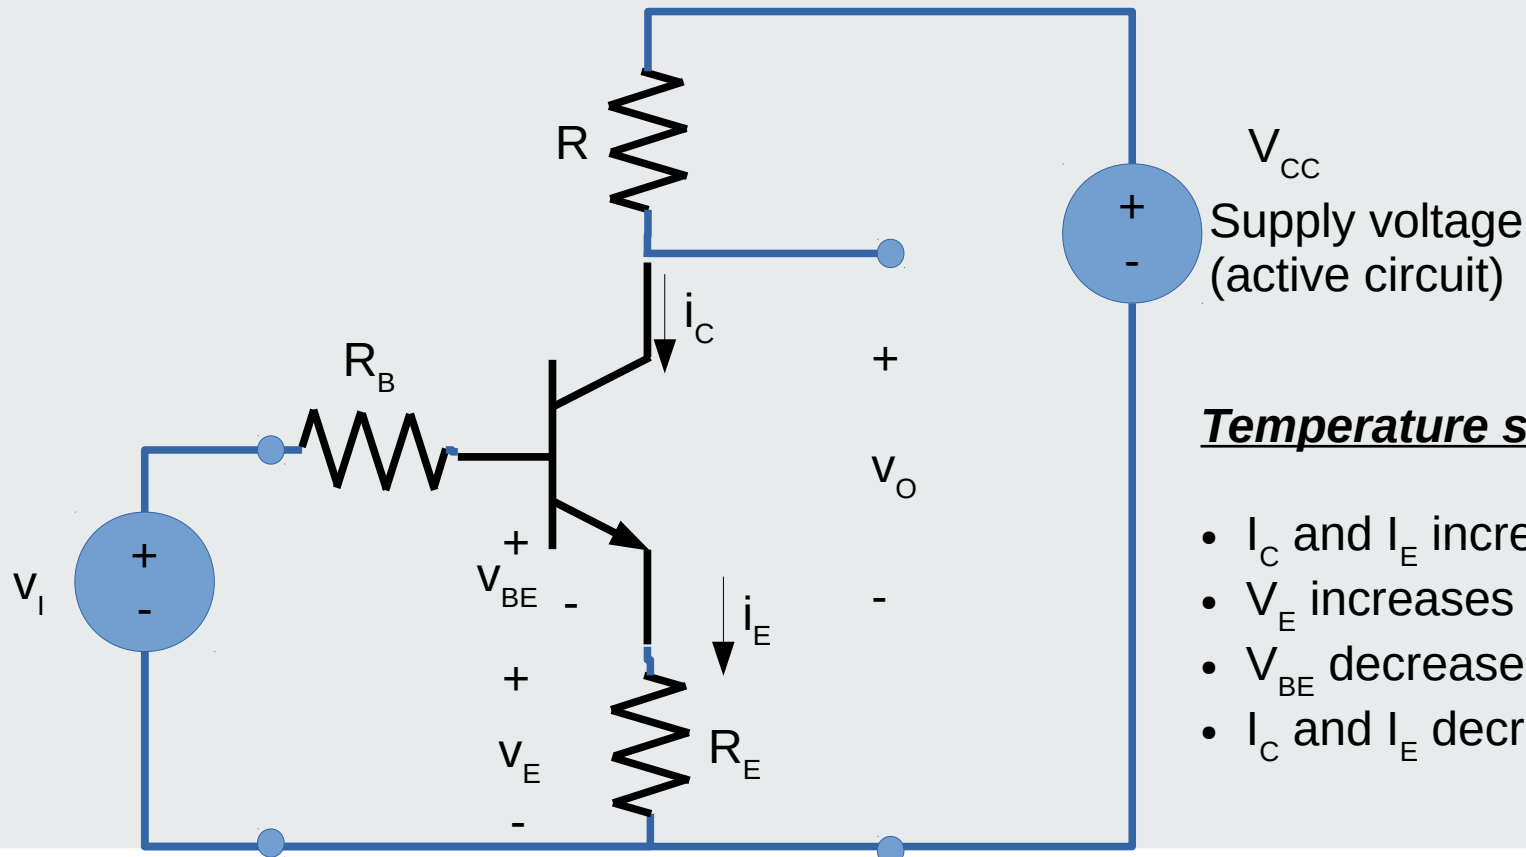 R
V_CC
+
-
Supply voltage
(active circuit)
i_C
R_B
+
v_O
-
Temperature s
I_C and I_E incre
V_E increases
V_BE decrease
I_C and I_E decr
v_I
+
-
+
v_BE
-
i_E
+
v_E
-
R_E